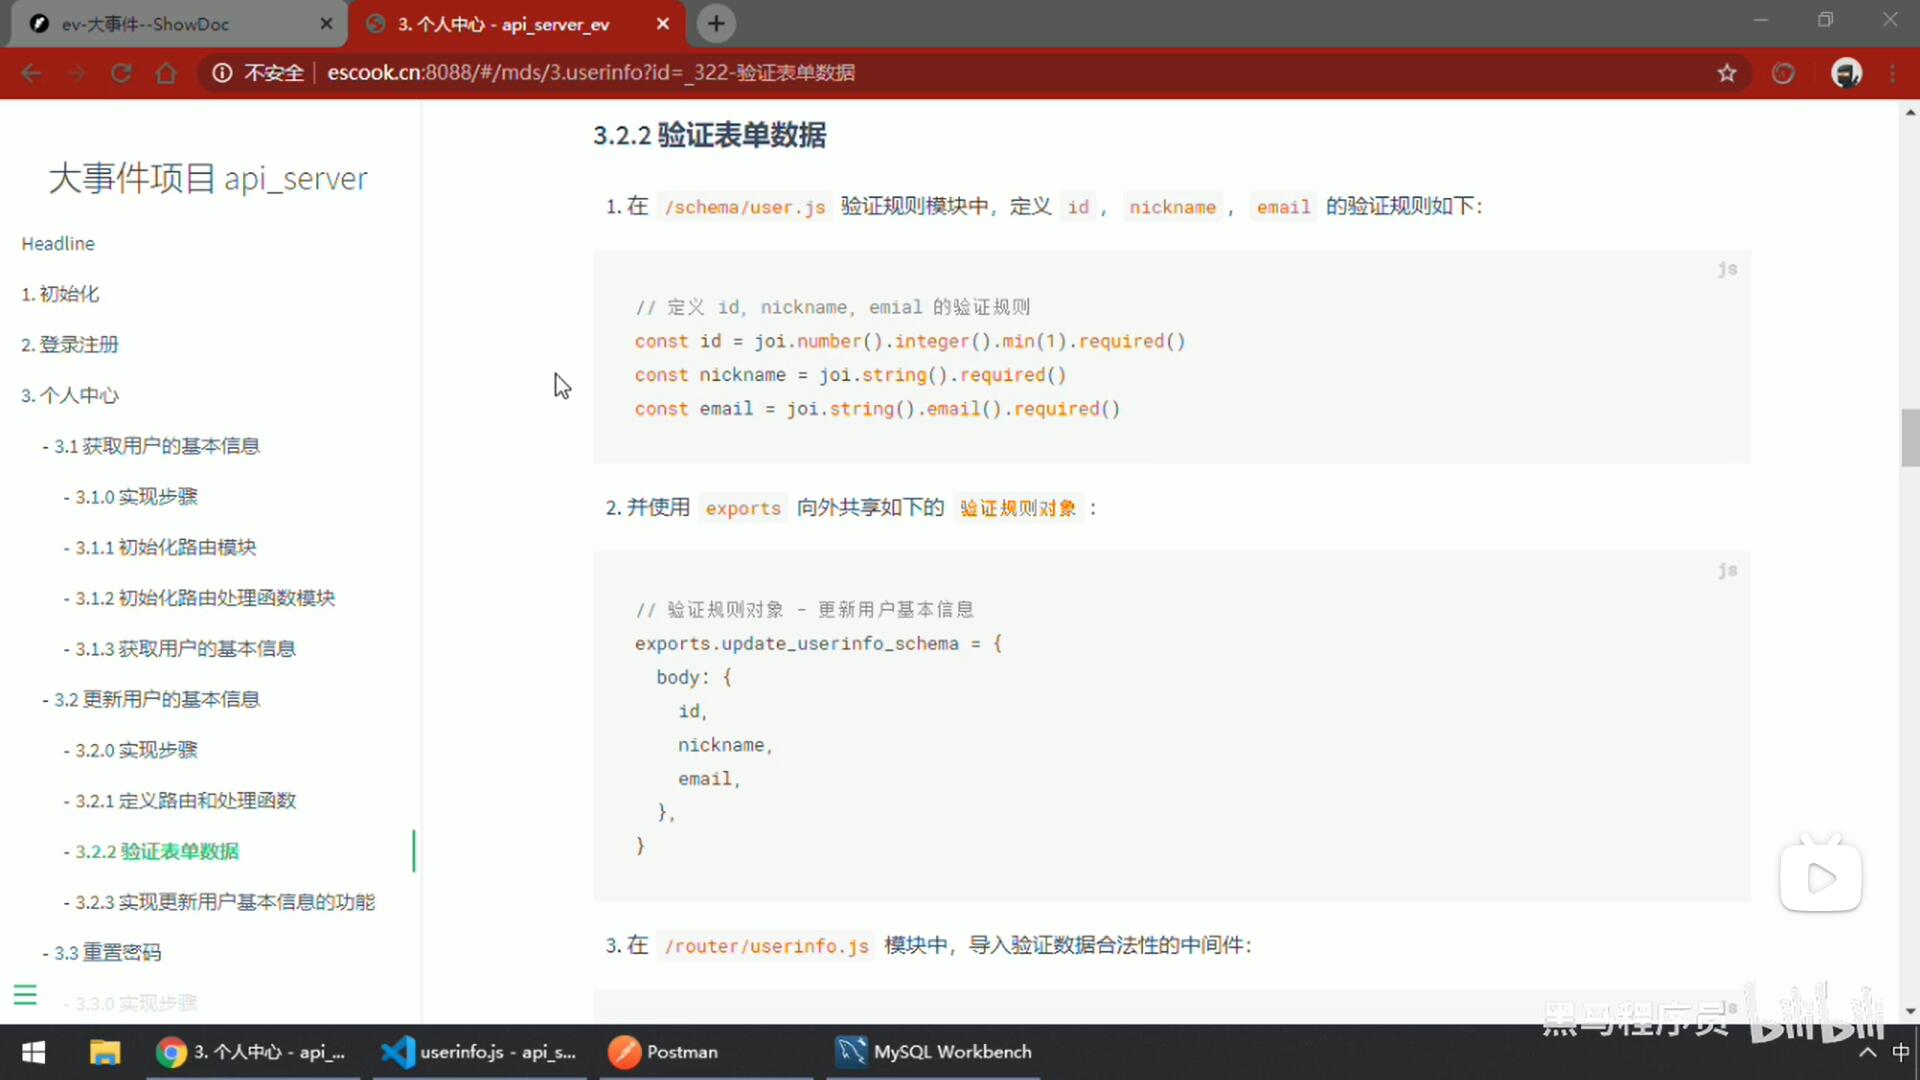 ev-大事件--ShowDoc
3. 个人中心 - api_server_ev
不安全 | escook.cn:8088/#/mds/3.userinfo?id=_322-验证表单数据
大事件项目 api_server
Headline
1. 初始化
2. 登录注册
3. 个人中心
- 3.1 获取用户的基本信息
- 3.1.0 实现步骤
- 3.1.1 初始化路由模块
- 3.1.2 初始化路由处理函数模块
- 3.1.3 获取用户的基本信息
- 3.2 更新用户的基本信息
- 3.2.0 实现步骤
- 3.2.1 定义路由和处理函数
- 3.2.2 验证表单数据
- 3.2.3 实现更新用户基本信息的功能
- 3.3 重置密码
- 3.3.0 实现步骤
3.2.2 验证表单数据
1. 在 /schema/user.js 验证规则模块中，定义 id ， nickname ， email 的验证规则如下：
js
// 定义 id, nickname, emial 的验证规则
const id = joi.number().integer().min(1).required()
const nickname = joi.string().required()
const email = joi.string().email().required()
2. 并使用 exports 向外共享如下的 验证规则对象 ：
js
// 验证规则对象 - 更新用户基本信息
exports.update_userinfo_schema = {
body: {
id,
nickname,
email,
},
}
3. 在 /router/userinfo.js 模块中，导入验证数据合法性的中间件：
js
黑马程序员 bilibili
3. 个人中心 - api_...
userinfo.js - api_s...
Postman
MySQL Workbench
中